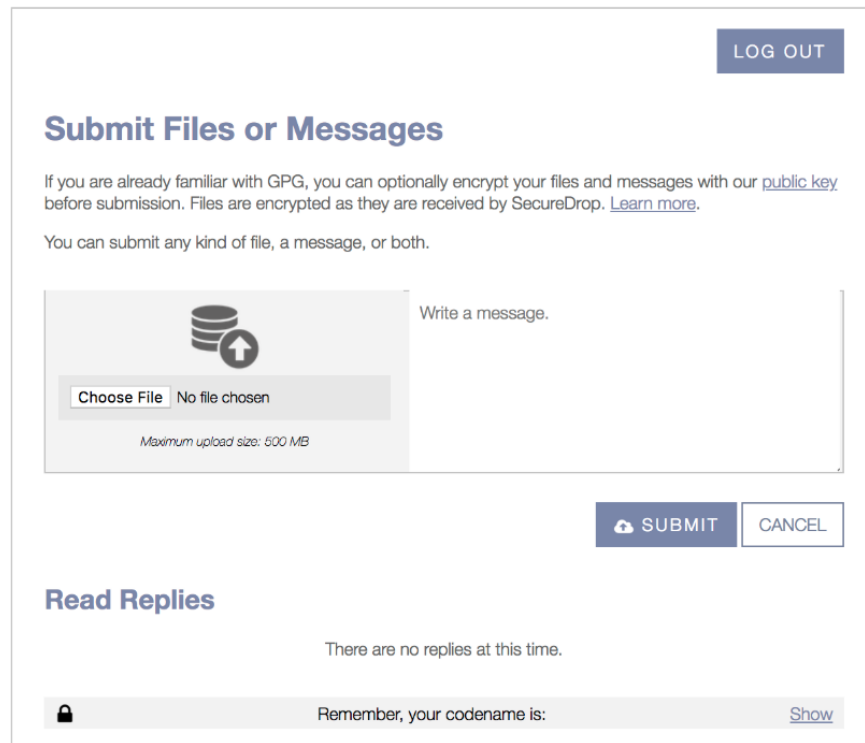 LOG OUT
Submit Files or Messages
If you are already familiar with GPG, you can optionally encrypt your files and messages with our public key
before submission. Files are encrypted as they are received by SecureDrop. Learn more.
You can submit any kind of file, a message, or both.
Write a message.
Choose File No file chosen
Maximum upload size: 500 MB
SUBMIT CANCEL
Read Replies
There are no replies at this time.
Remember, your codename is: Show